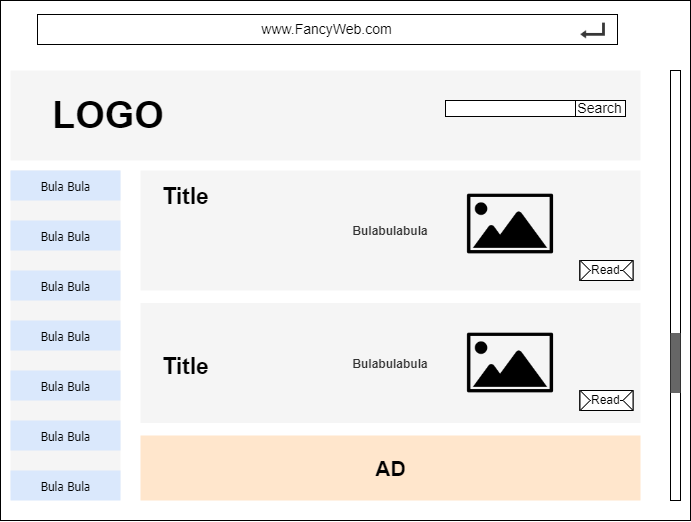 www.FancyWeb.com
LOGO
Search
Bula Bula
Bula Bula
Bula Bula
Bula Bula
Bula Bula
Bula Bula
Bula Bula
Title
Bulabulabula
Read
Title
Bulabulabula
Read
AD